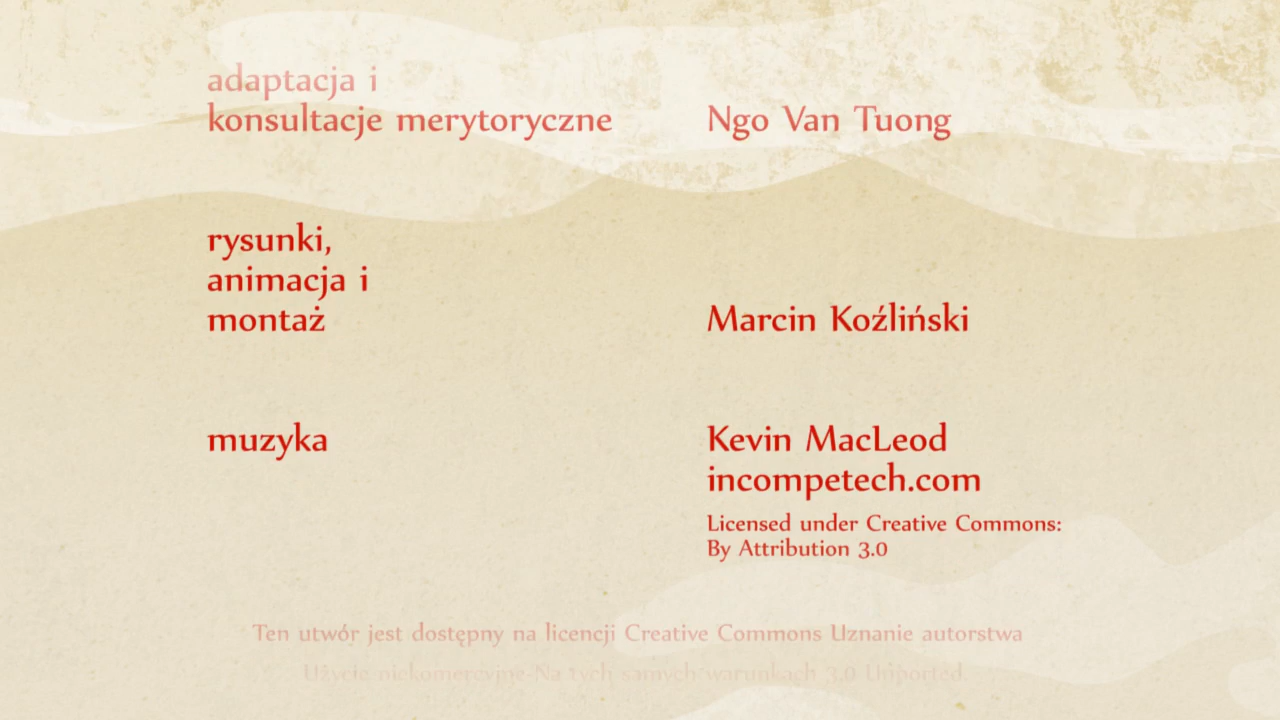 adaptacja i
konsultacje merytoryczne Ngo Van Tuong
rysunki,
animacja i
montaż Marcin Koźliński
muzyka Kevin MacLeod
incompetech.com
Licensed under Creative Commons:
By Attribution 3.0
Ten utwór jest dostępny na licencji Creative Commons Uznanie autorstwa
Użycie niekomercyjne-Na tych samych warunkach 3.0 Unported